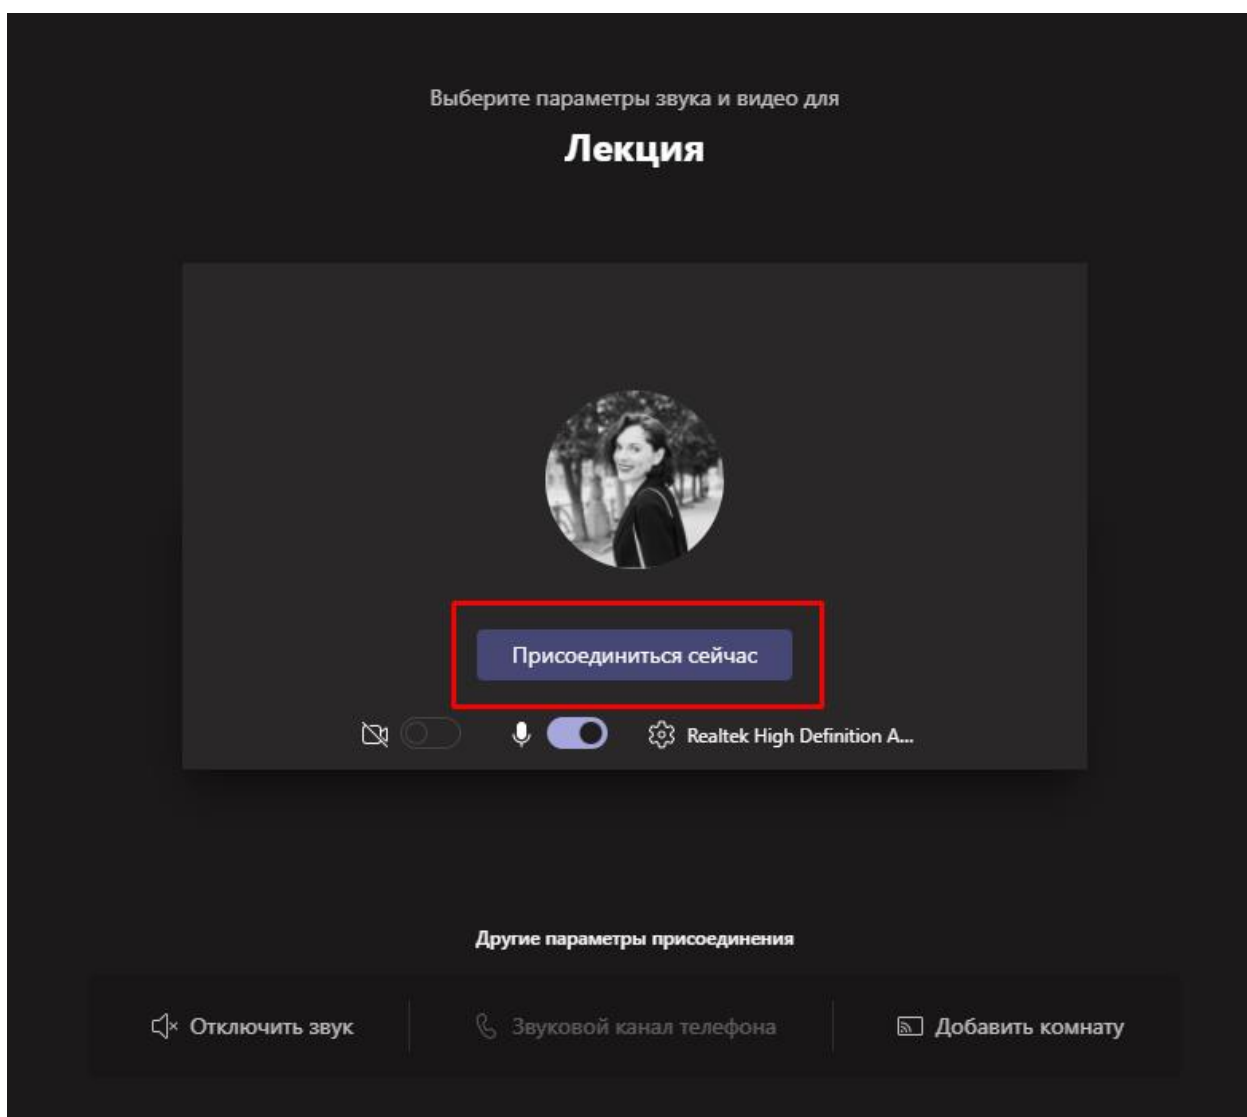 Выберите параметры звука и видео для
Лекция
Присоединиться сейчас
Realtek High Definition A...
Другие параметры присоединения
Отключить звук
Звуковой канал телефона
Добавить комнату